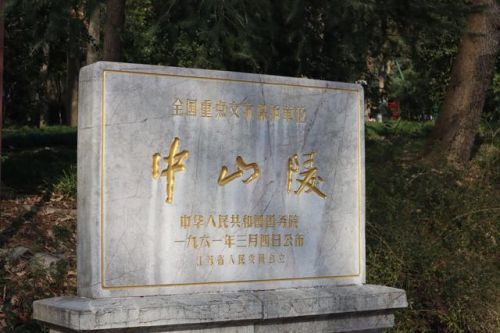 全国重点文物保护单位
中山陵
中华人民共和国国务院
一九六一年三月四日公布
江苏省人民委员会立